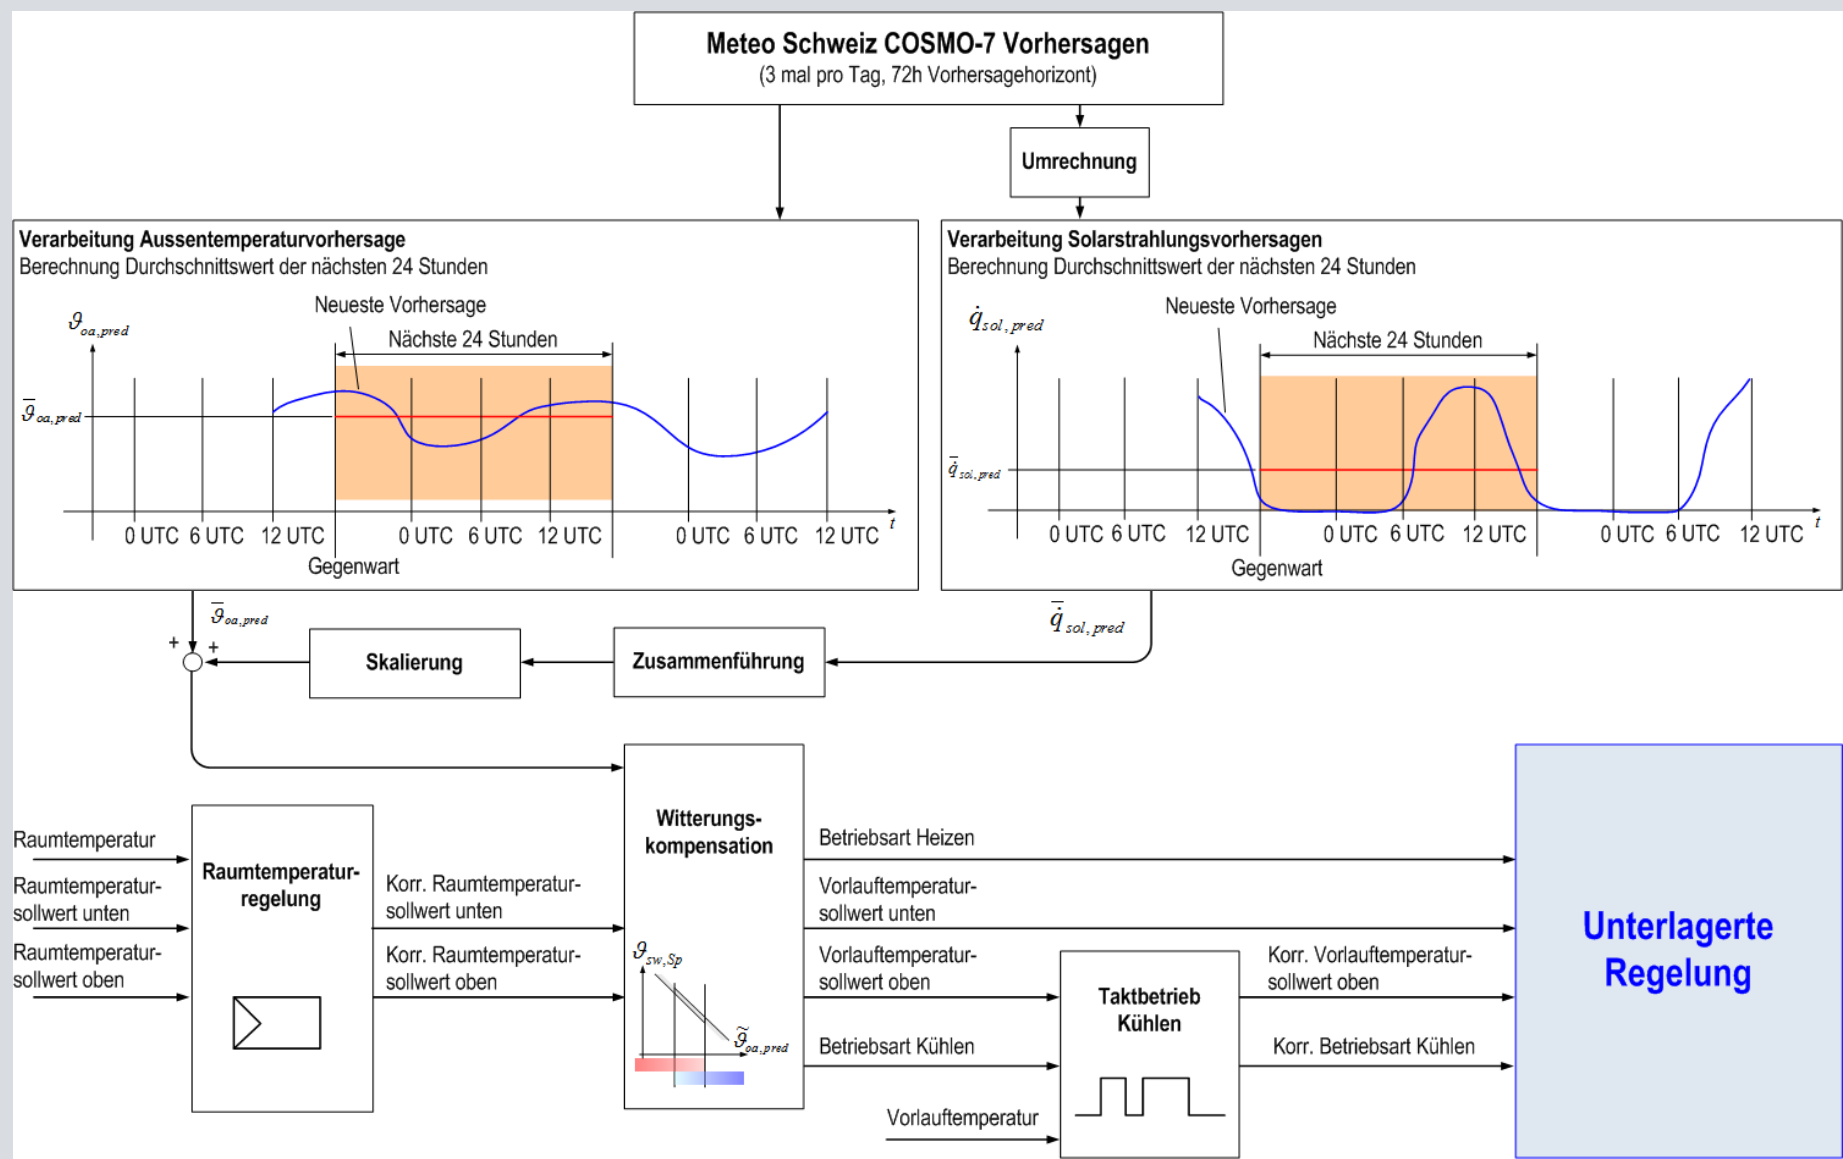 Meteo Schweiz COSMO-7 Vorhersagen
(3 mal pro Tag, 72h Vorhersagehorizont)
Umrechnung
Verarbeitung Aussentemperaturvorhersage
Berechnung Durchschnittswert der nächsten 24 Stunden
Neueste Vorhersage
ϑ oa,pred
Nächste 24 Stunden
ϑ̅ oa,pred
0 UTC 6 UTC 12 UTC 0 UTC 6 UTC 12 UTC 0 UTC 6 UTC 12 UTC
t
Gegenwart
Verarbeitung Solarstrahlungsvorhersagen
Berechnung Durchschnittswert der nächsten 24 Stunden
Neueste Vorhersage
q̇ sol,pred
Nächste 24 Stunden
q̇̅ sol,pred
0 UTC 6 UTC 12 UTC 0 UTC 6 UTC 12 UTC 0 UTC 6 UTC 12 UTC
t
Gegenwart
ϑ̅ oa,pred
q̇̅ sol,pred
+ +
Skalierung
Zusammenführung
Raumtemperatur
Raumtemperatur-
sollwert unten
Raumtemperatur-
sollwert oben
Raumtemperatur-
regelung
Korr. Raumtemperatur-
sollwert unten
Korr. Raumtemperatur-
sollwert oben
Witterungs-
kompensation
ϑ sw,Sp
ϑ̃ oa,pred
Betriebsart Heizen
Vorlauftemperatur-
sollwert unten
Vorlauftemperatur-
sollwert oben
Betriebsart Kühlen
Vorlauftemperatur
Taktbetrieb
Kühlen
Korr. Vorlauftemperatur-
sollwert oben
Korr. Betriebsart Kühlen
Unterlagerte
Regelung